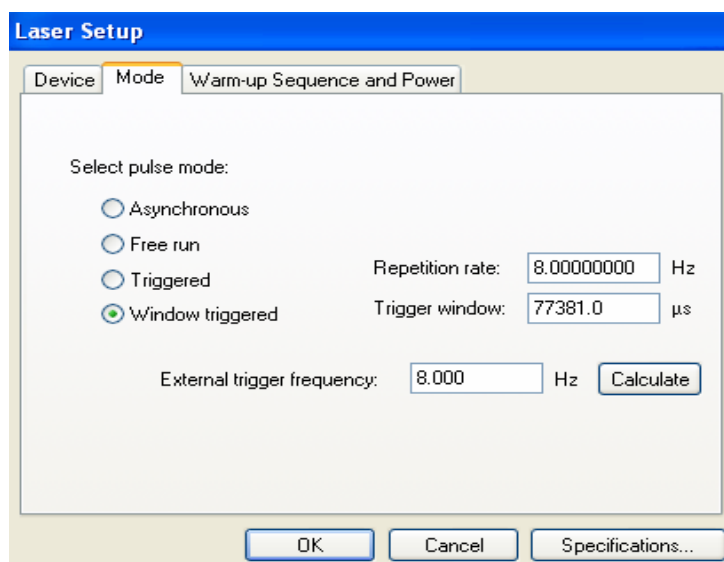 Laser Setup
Device Mode Warm-up Sequence and Power
Select pulse mode:
Asynchronous
Free run
Triggered
Window triggered
Repetition rate: 8.00000000 Hz
Trigger window: 77381.0 µs
External trigger frequency: 8.000 Hz Calculate
OK Cancel Specifications...